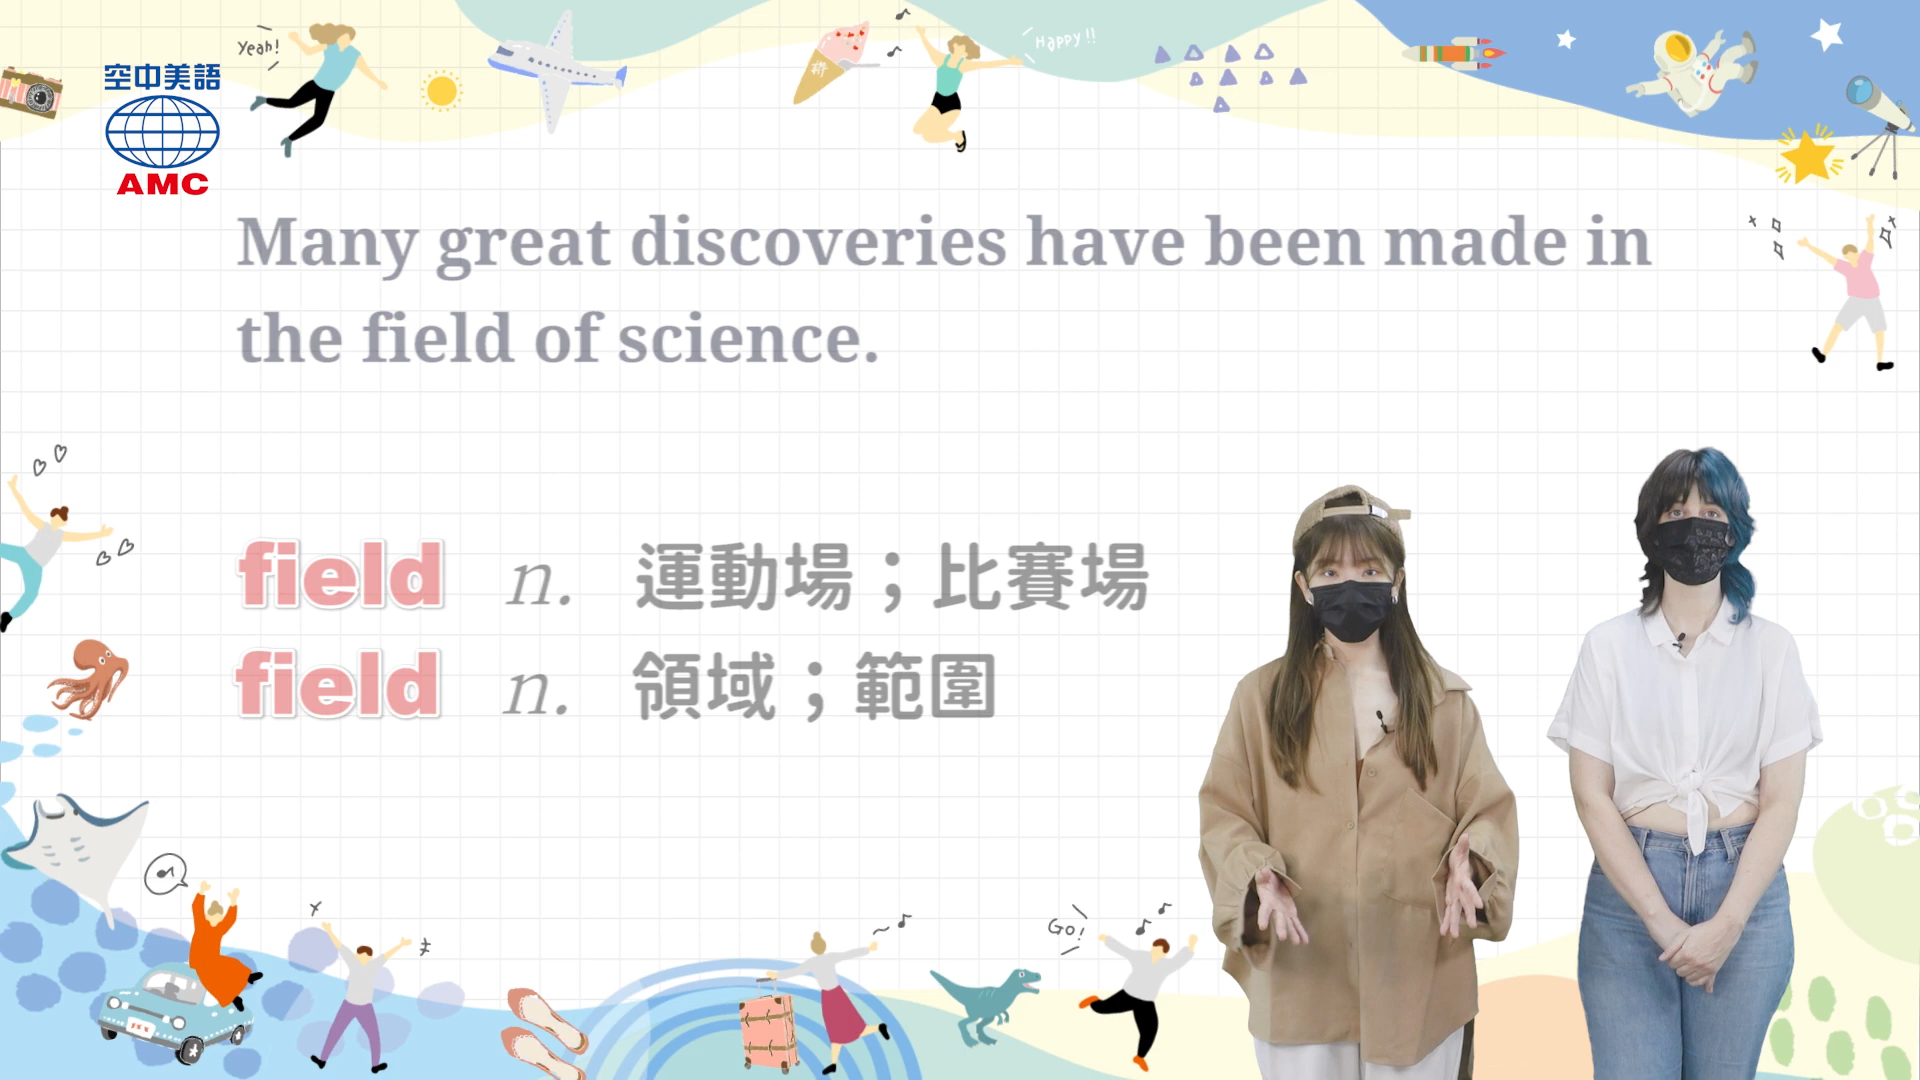 Yeah!
Happy!!
空中美語
AMC
Many great discoveries have been made in
the field of science.
field n. 運動場；比賽場
field n. 領域；範圍
Go!